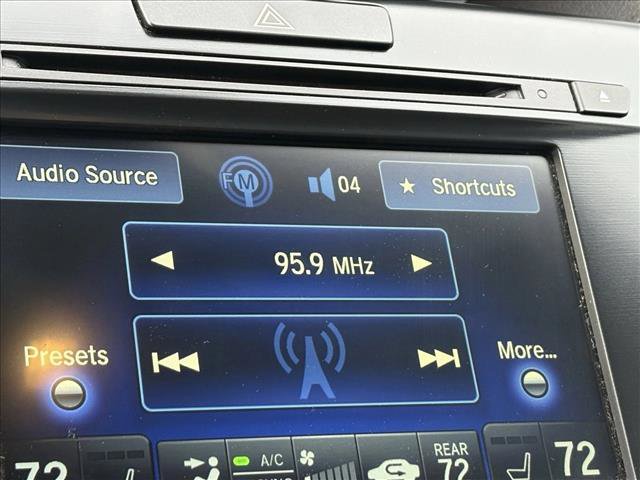 Audio Source
FM
04
★ Shortcuts
95.9 MHz
Presets
More...
72
A/C
REAR
72
72